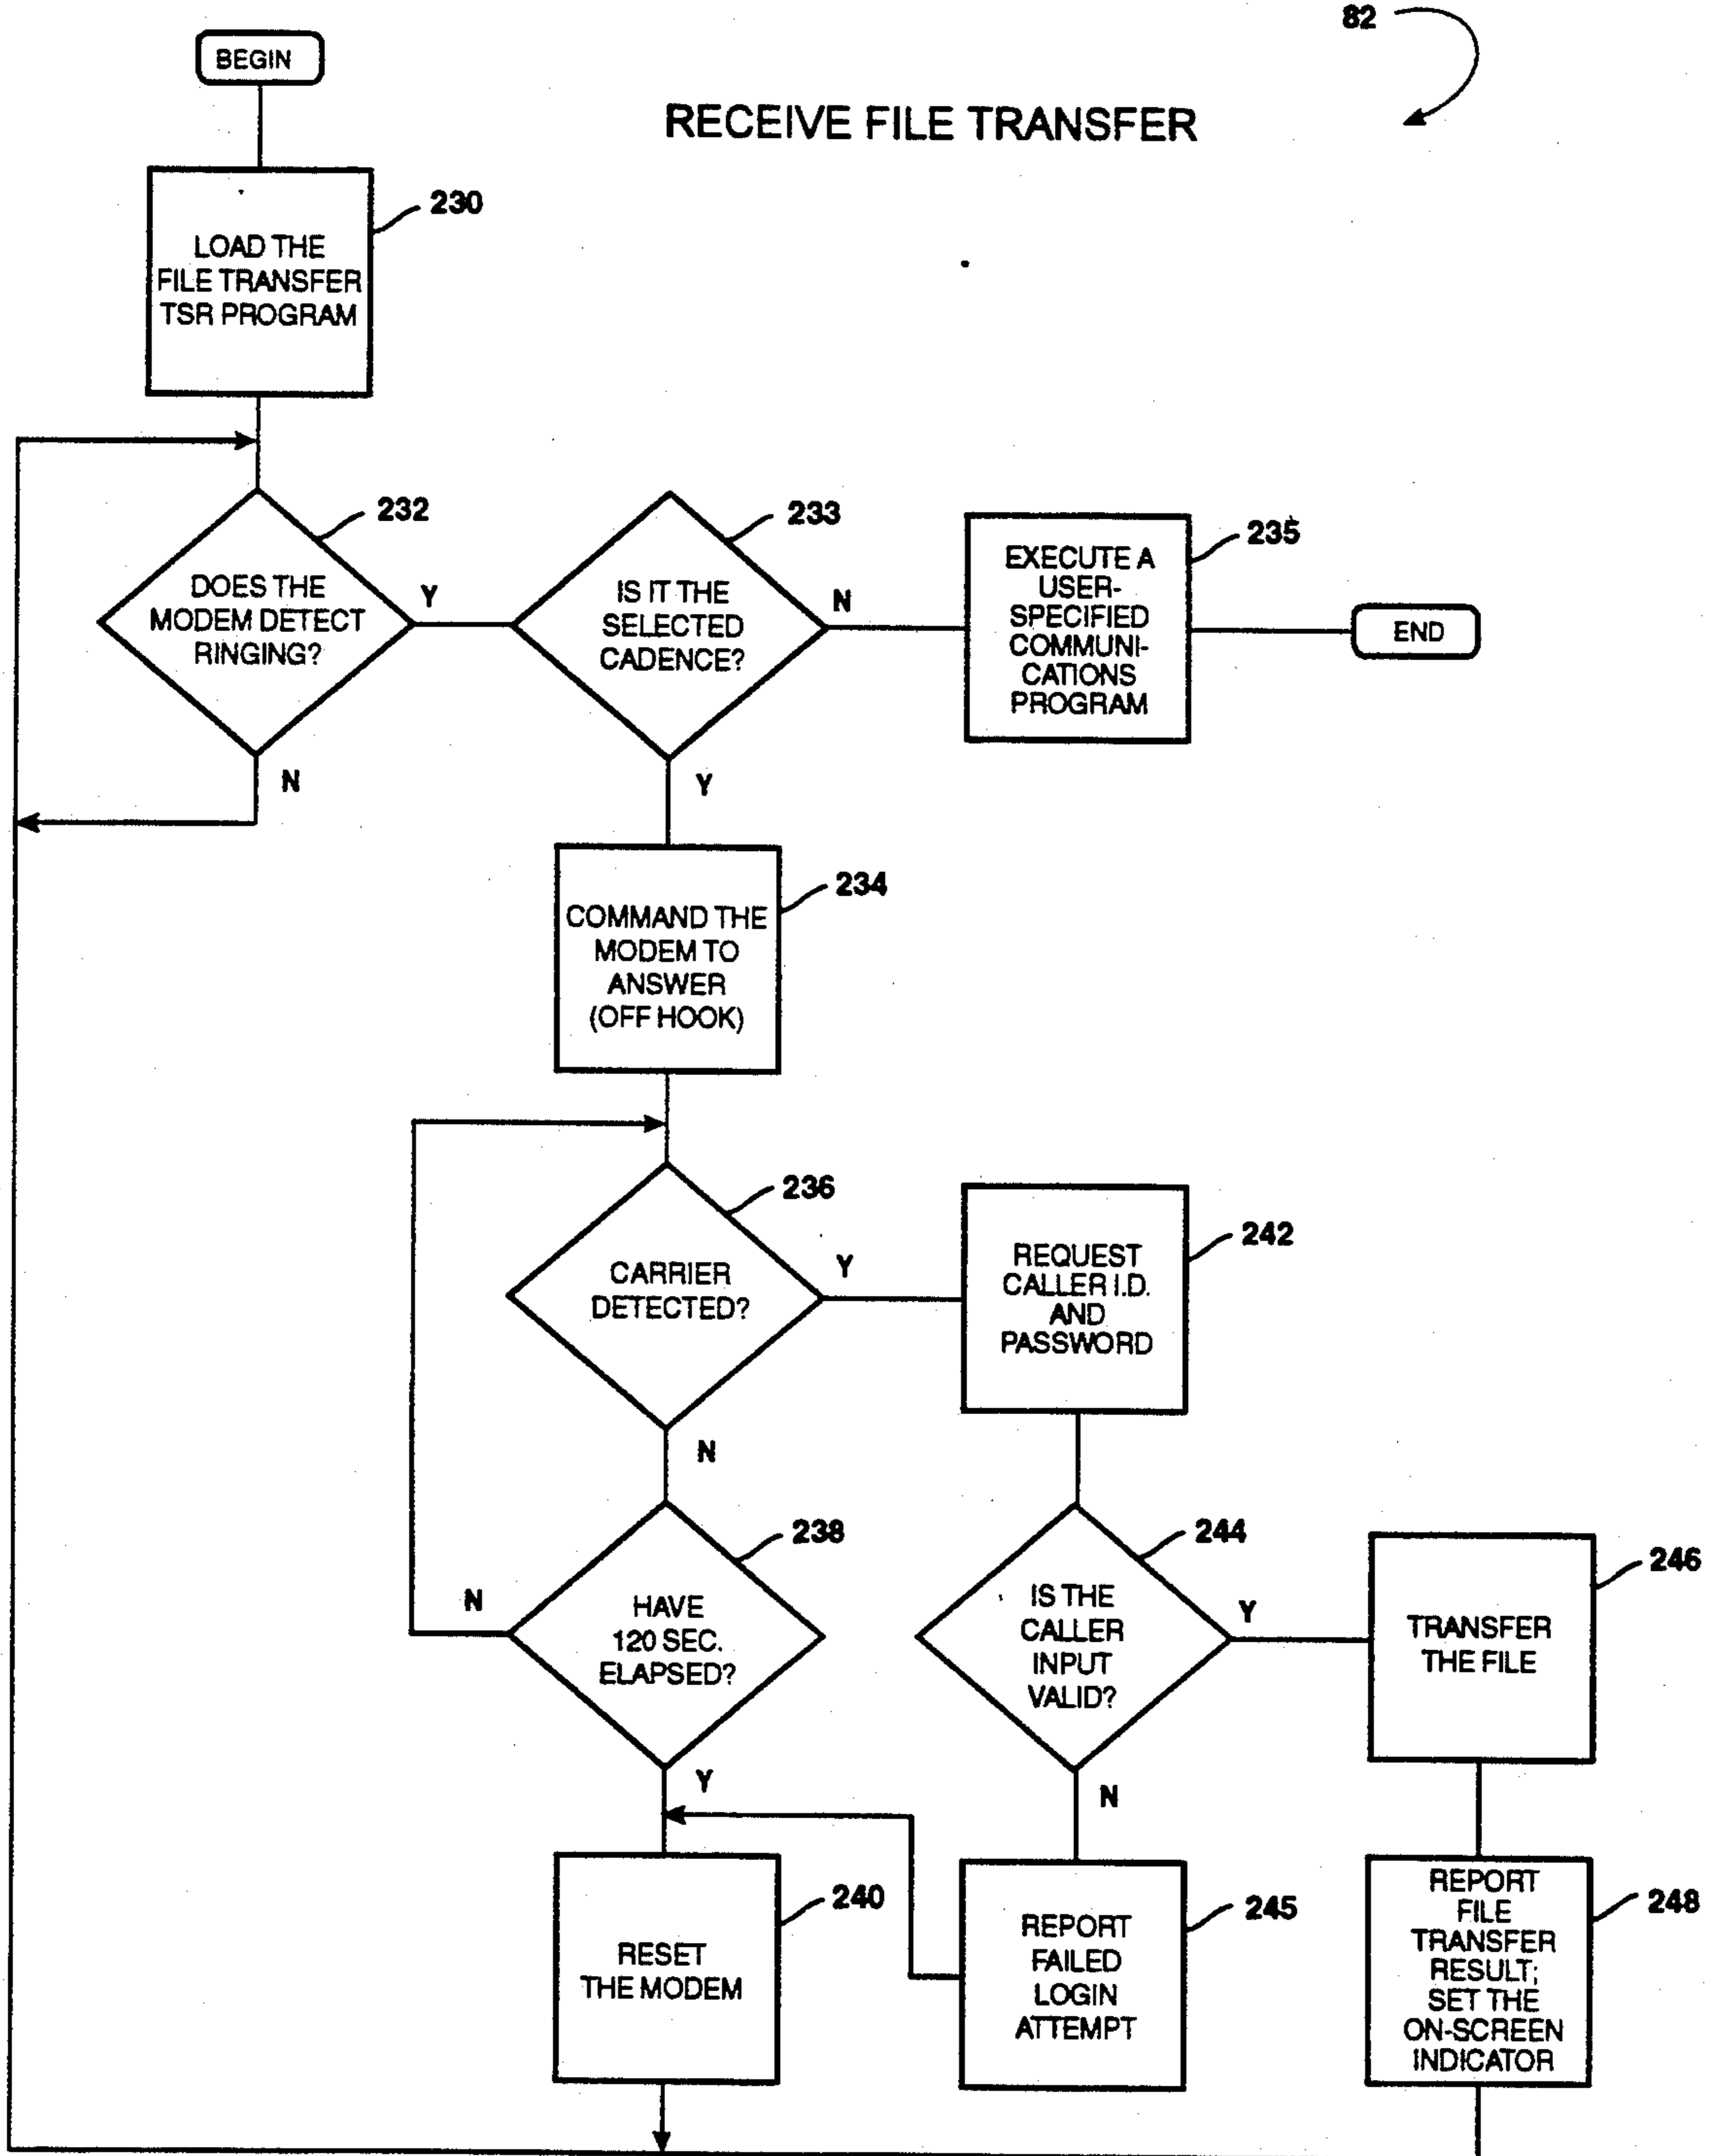 82
BEGIN
RECEIVE FILE TRANSFER
230
LOAD THE
FILE TRANSFER
TSR PROGRAM
232
DOES THE
MODEM DETECT
RINGING?
Y
N
233
IS IT THE
SELECTED
CADENCE?
N
Y
235
EXECUTE A
USER-
SPECIFIED
COMMUNI-
CATIONS
PROGRAM
END
234
COMMAND THE
MODEM TO
ANSWER
(OFF HOOK)
236
CARRIER
DETECTED?
Y
N
242
REQUEST
CALLER I.D.
AND
PASSWORD
238
HAVE
120 SEC.
ELAPSED?
N
Y
244
IS THE
CALLER
INPUT
VALID?
Y
N
246
TRANSFER
THE FILE
240
RESET
THE MODEM
245
REPORT
FAILED
LOGIN
ATTEMPT
248
REPORT
FILE
TRANSFER
RESULT;
SET THE
ON-SCREEN
INDICATOR